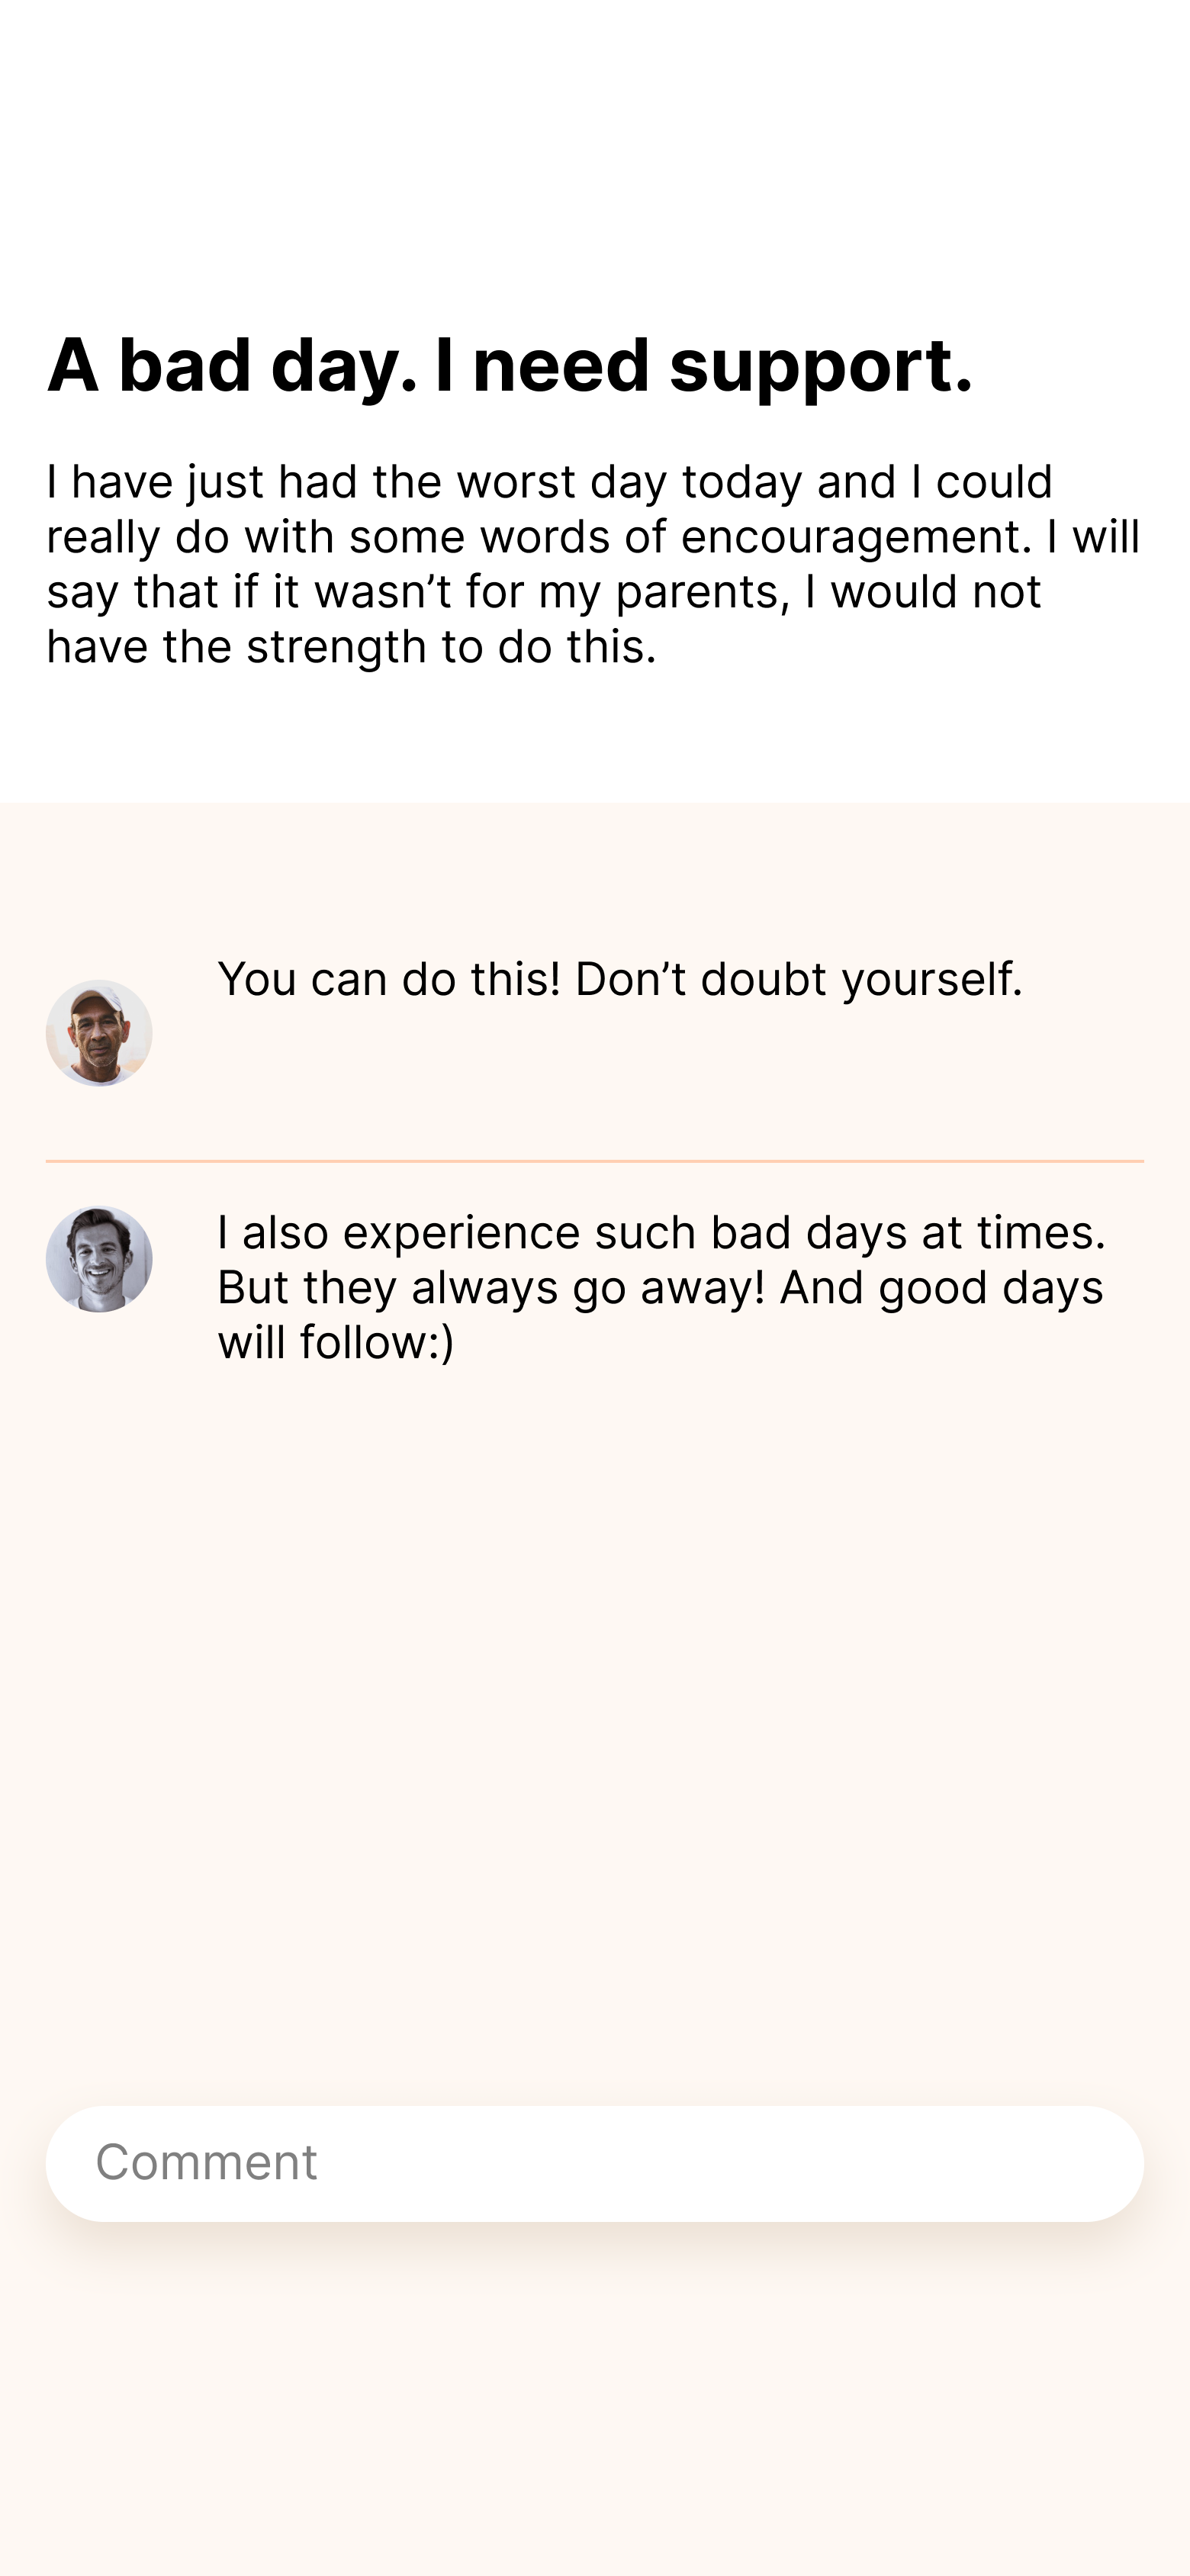 A bad day. I need support.
I have just had the worst day today and I could
really do with some words of encouragement. I will
say that if it wasn’t for my parents, I would not
have the strength to do this.
You can do this! Don’t doubt yourself.
I also experience such bad days at times.
But they always go away! And good days
will follow:)
Comment